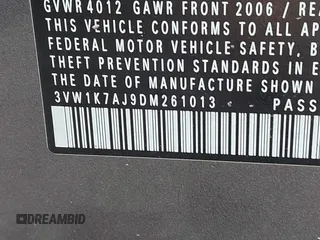 GVWR 4012 GAWR FRONT 2006 / REA
THIS VEHICLE CONFORMS TO ALL AP
FEDERAL MOTOR VEHICLE SAFETY, B
THEFT PREVENTION STANDARDS IN E
THE DATE OF MANUFACTURE SHOWN
3VW1K7AJ9DM261013 PASS
DREAMBID